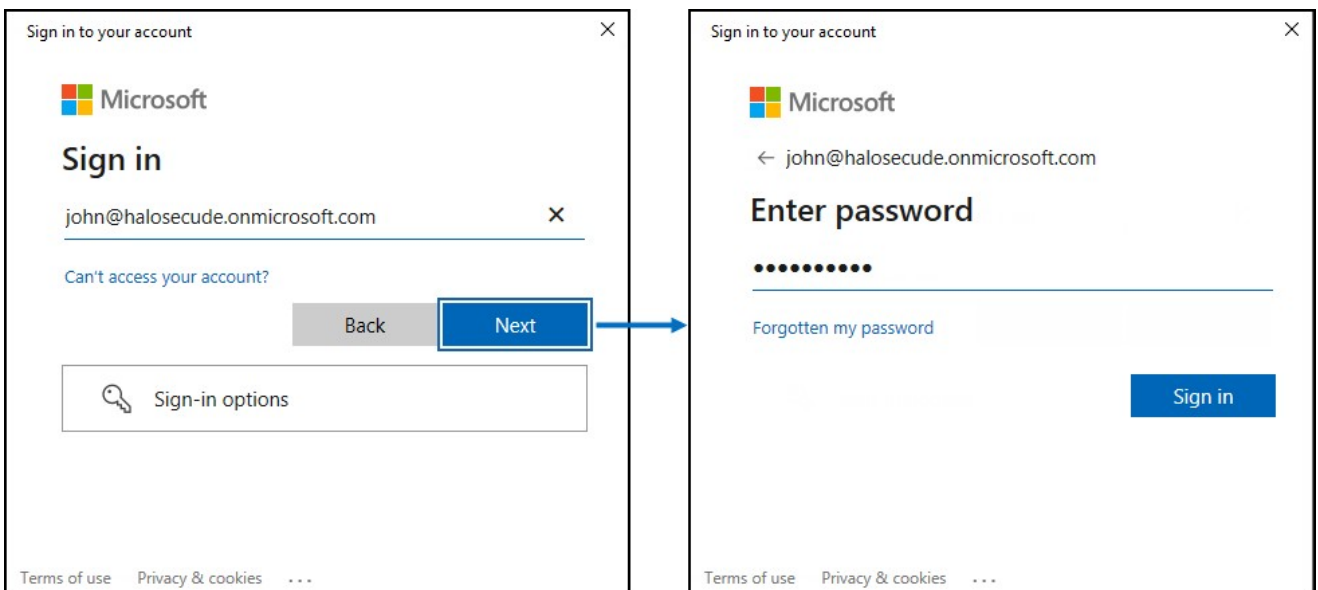 Sign in to your account
Microsoft
Sign in
john@halosecude.onmicrosoft.com
Can't access your account?
Back Next
Sign-in options
Terms of use Privacy & cookies ...
Sign in to your account
Microsoft
john@halosecude.onmicrosoft.com
Enter password
Forgotten my password
Sign in
Terms of use Privacy & cookies ...